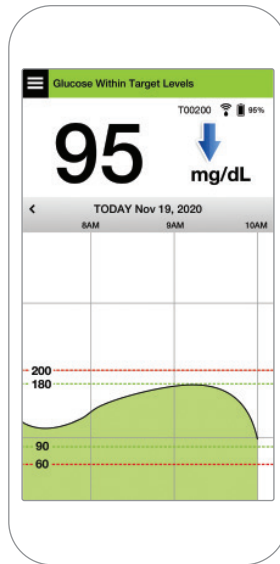 Glucose Within Target Levels
T00200 95%
95
mg/dL
TODAY Nov 19, 2020
8AM 9AM 10AM
200
180
90
60